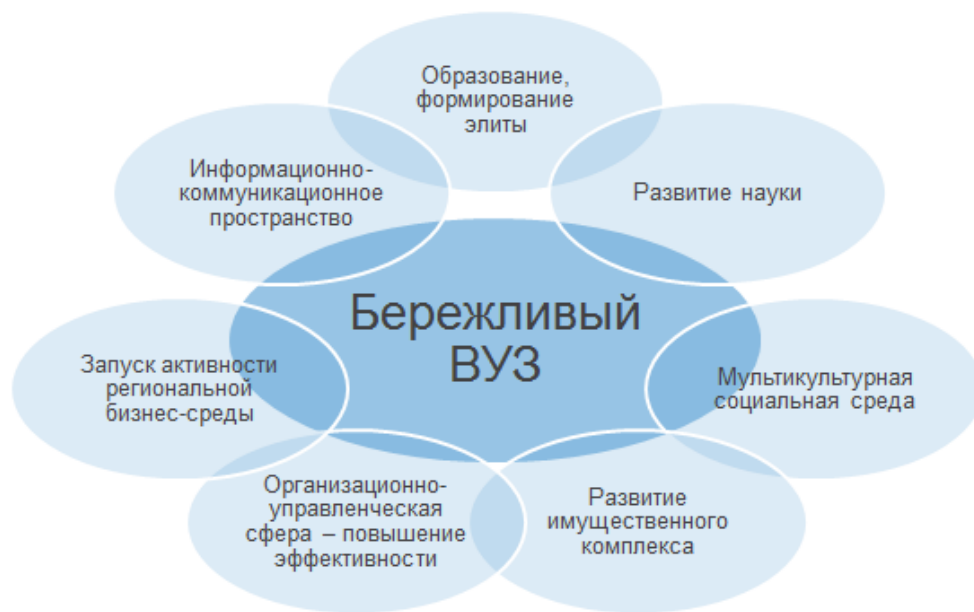 Образование,
формирование
элиты
Информационно-
коммуникационное
пространство
Развитие науки
Бережливый
ВУЗ
Запуск активности
региональной
бизнес-среды
Мультикультурная
социальная среда
Организационно-
управленческая
сфера – повышение
эффективности
Развитие
имущественного
комплекса